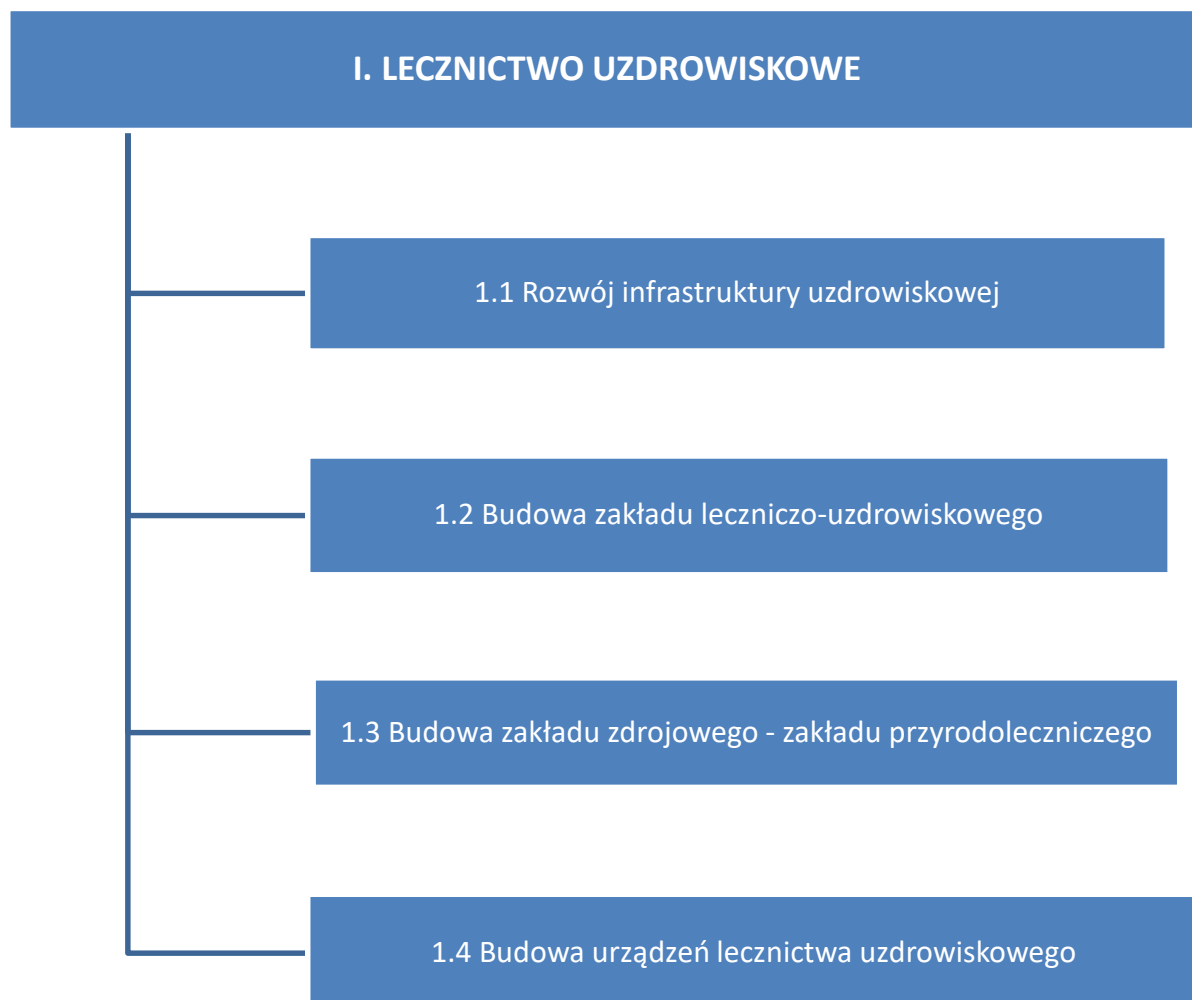 I. LECZNICTWO UZDROWISKOWE
1.1 Rozwój infrastruktury uzdrowiskowej
1.2 Budowa zakładu leczniczo-uzdrowiskowego
1.3 Budowa zakładu zdrojowego - zakładu przyrodoleczniczego
1.4 Budowa urządzeń lecznictwa uzdrowiskowego